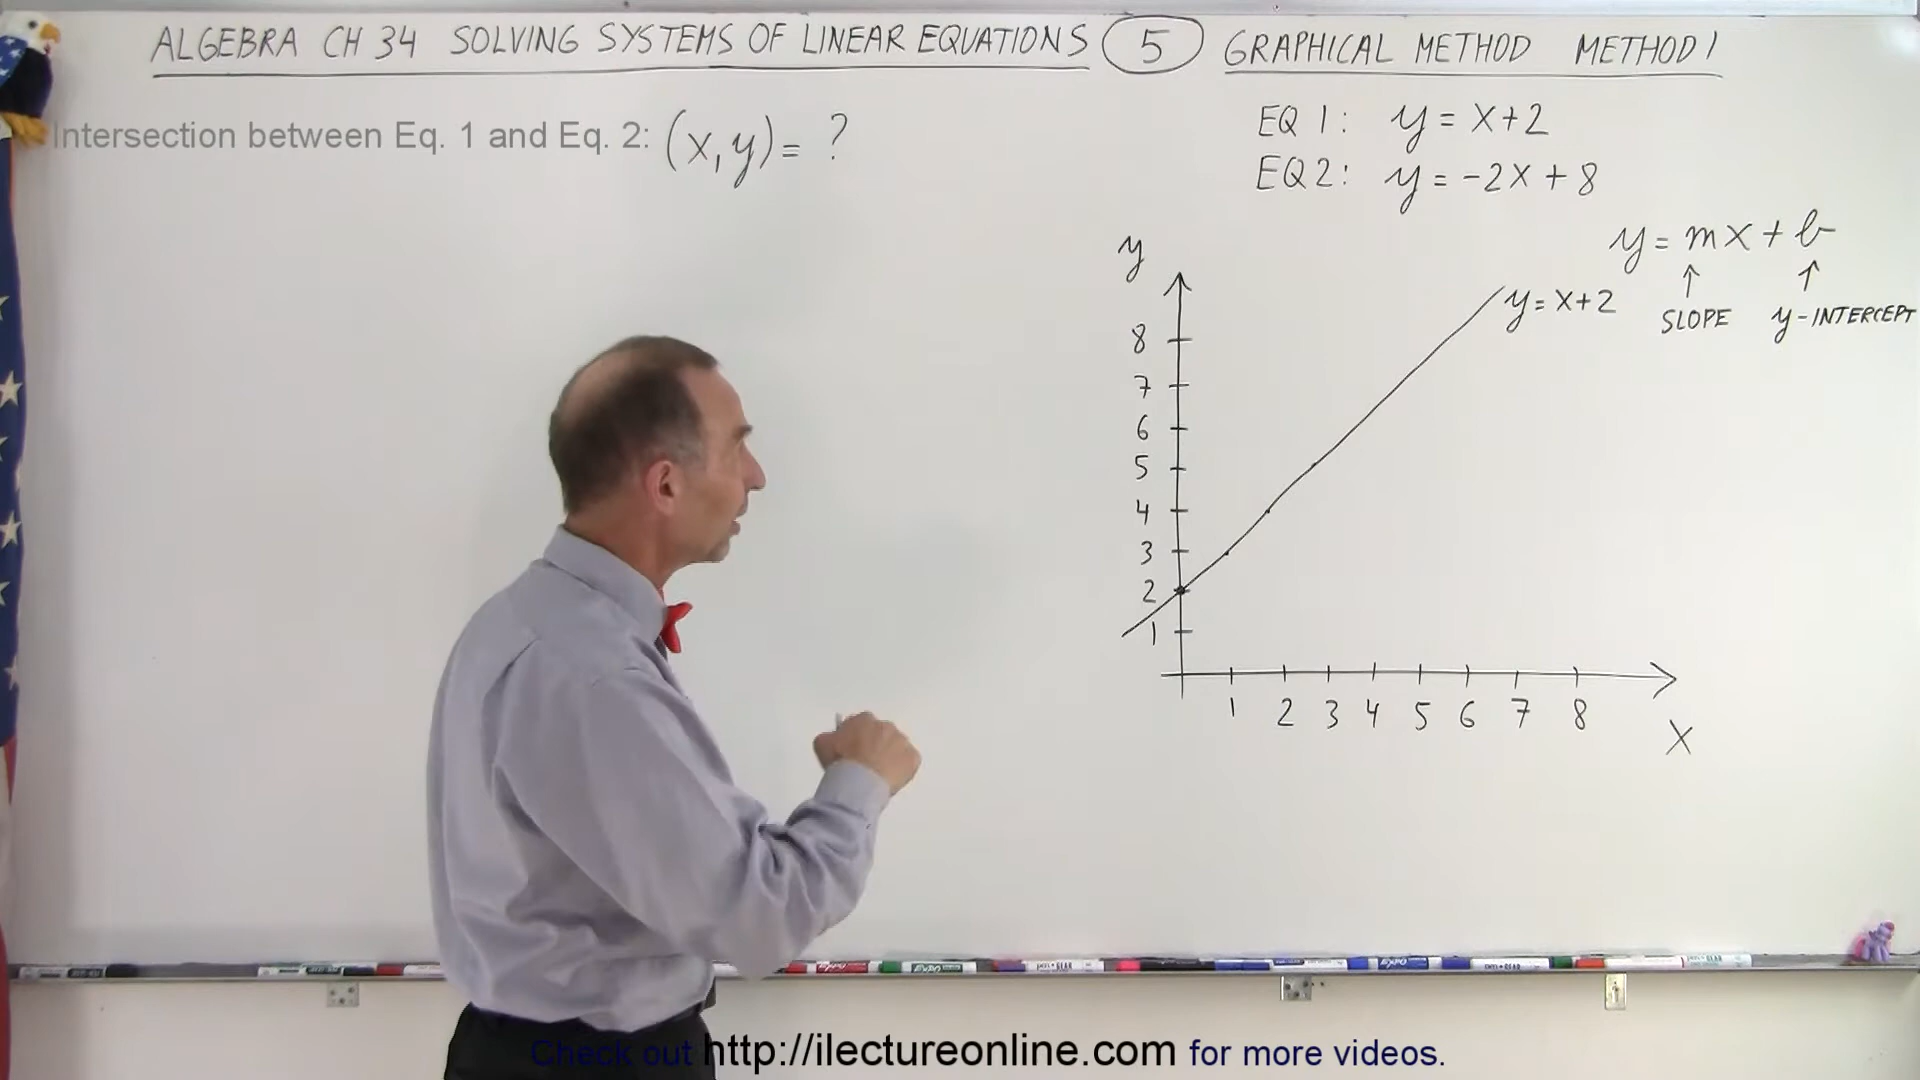 ALGEBRA CH 34 SOLVING SYSTEMS OF LINEAR EQUATIONS 5 GRAPHICAL METHOD METHOD 1
Intersection between Eq. 1 and Eq. 2: (x,y)= ?
EQ 1: y = x+2
EQ 2: y = -2x + 8
y = mx + b
↑ ↑
SLOPE y-INTERCEPT
y
y = x+2
8
7
6
5
4
3
2
1
1 2 3 4 5 6 7 8
x
Check out http://ilectureonline.com for more videos.